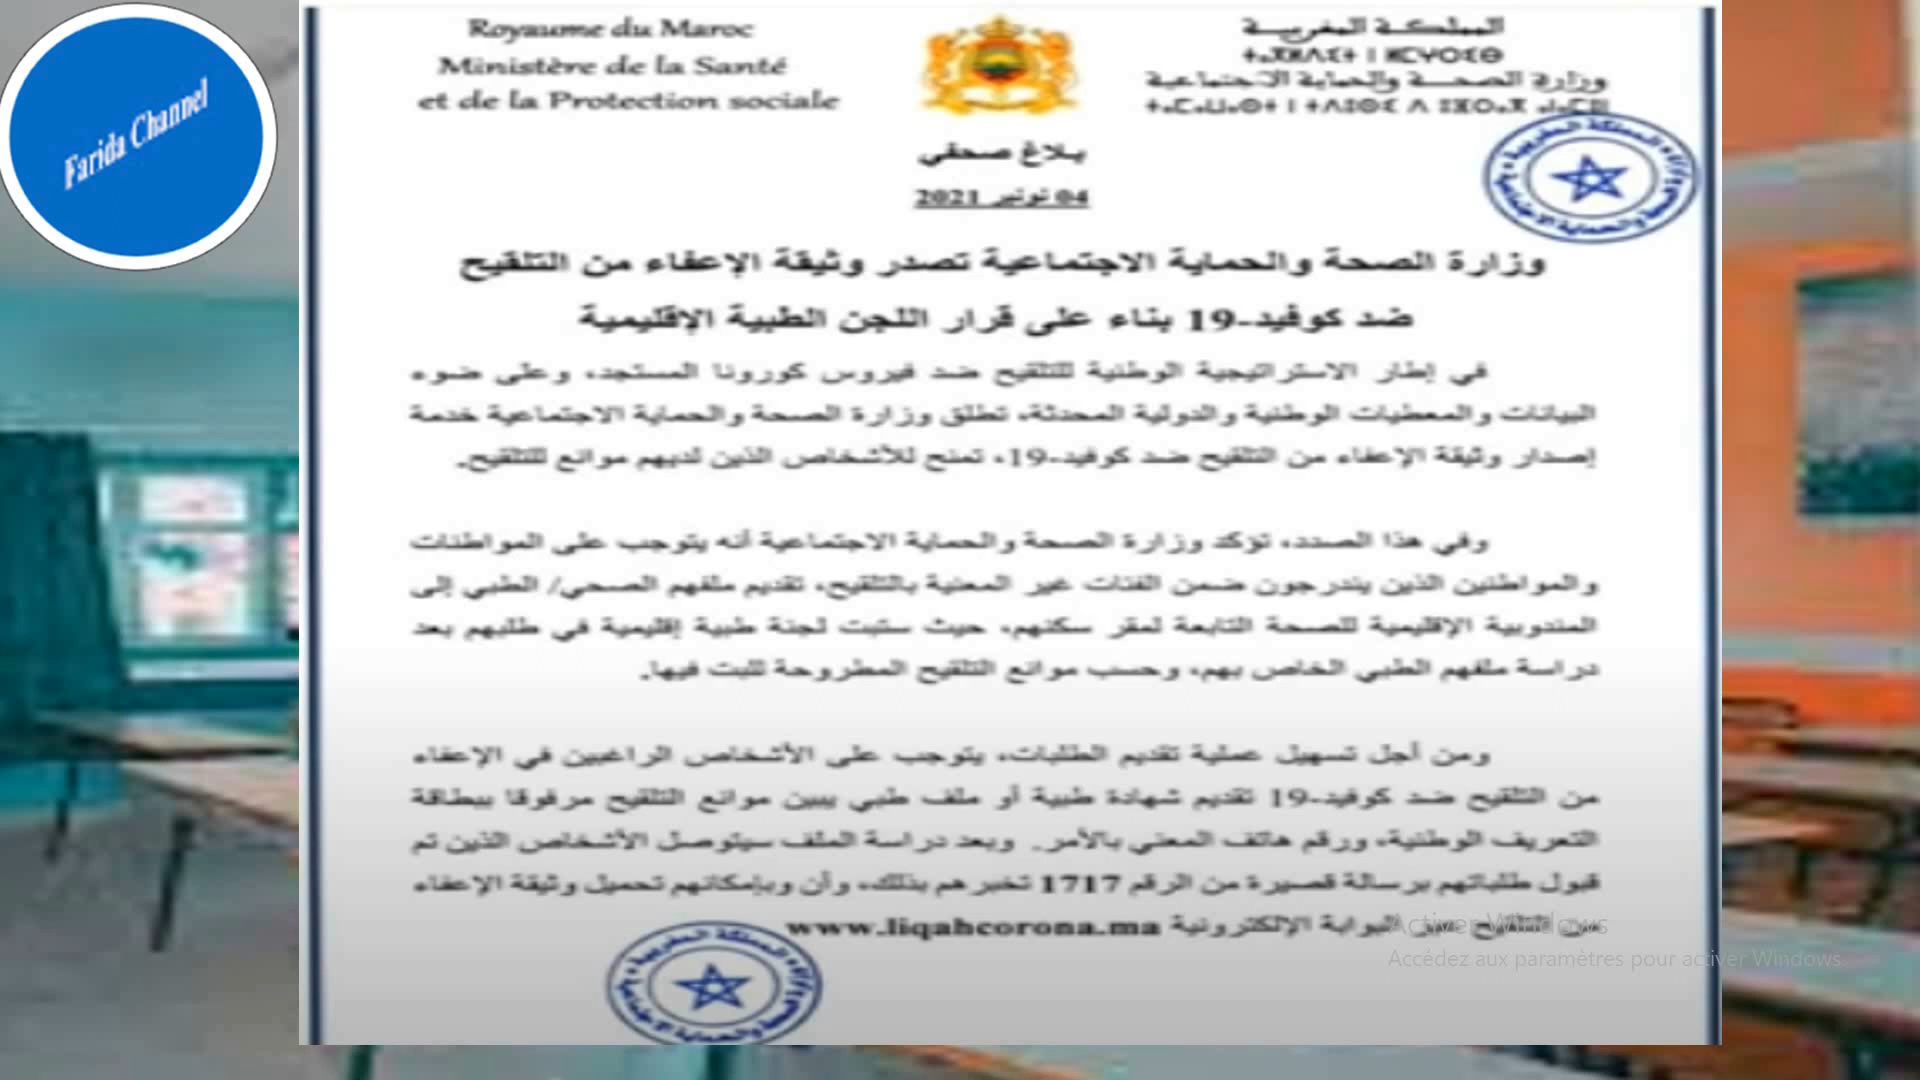 Farida Channel
Royaume du Maroc
Ministère de la Santé
et de la Protection sociale
المملكة المغربية
ⵜⴰⴳⵍⴷⵉⵜ ⵏ ⵍⵎⵖⵔⵉⴱ
وزارة الصحة والحماية الاجتماعية
بلاغ صحفي
04 نونبر 2021
وزارة الصحة والحماية الاجتماعية تصدر وثيقة الإعفاء من التلقيح
ضد كوفيد-19 بناء على قرار اللجن الطبية الإقليمية
في إطار الاستراتيجية الوطنية للتلقيح ضد فيروس كورونا المستجد، وعلى ضوء
البيانات والمعطيات الوطنية والدولية المحدثة، تطلق وزارة الصحة والحماية الاجتماعية خدمة
إصدار وثيقة الإعفاء من التلقيح ضد كوفيد-19، تمنح للأشخاص الذين لديهم موانع للتلقيح.
وفي هذا الصدد، تؤكد وزارة الصحة والحماية الاجتماعية أنه يتوجب على المواطنات
والمواطنين الذين يندرجون ضمن الفئات غير المعنية بالتلقيح، تقديم ملفهم الصحي/ الطبي إلى
المندوبية الإقليمية للصحة التابعة لمقر سكنهم، حيث ستبت لجنة طبية إقليمية في طلبهم بعد
دراسة ملفهم الطبي الخاص بهم، وحسب موانع التلقيح المطروحة للبت فيها.
ومن أجل تسهيل عملية تقديم الطلبات، يتوجب على الأشخاص الراغبين في الإعفاء
من التلقيح ضد كوفيد-19 تقديم شهادة طبية أو ملف طبي يبين موانع التلقيح مرفوقا ببطاقة
التعريف الوطنية، ورقم هاتف المعني بالأمر. وبعد دراسة الملف سيتوصل الأشخاص الذين تم
قبول طلباتهم برسالة قصيرة من الرقم 1717 تخبرهم بذلك، وأن وبإمكانهم تحميل وثيقة الإعفاء
من التلقيح عبر البوابة الإلكترونية www.liqahcorona.ma
Activer Windows
Accédez aux paramètres pour activer Windows.